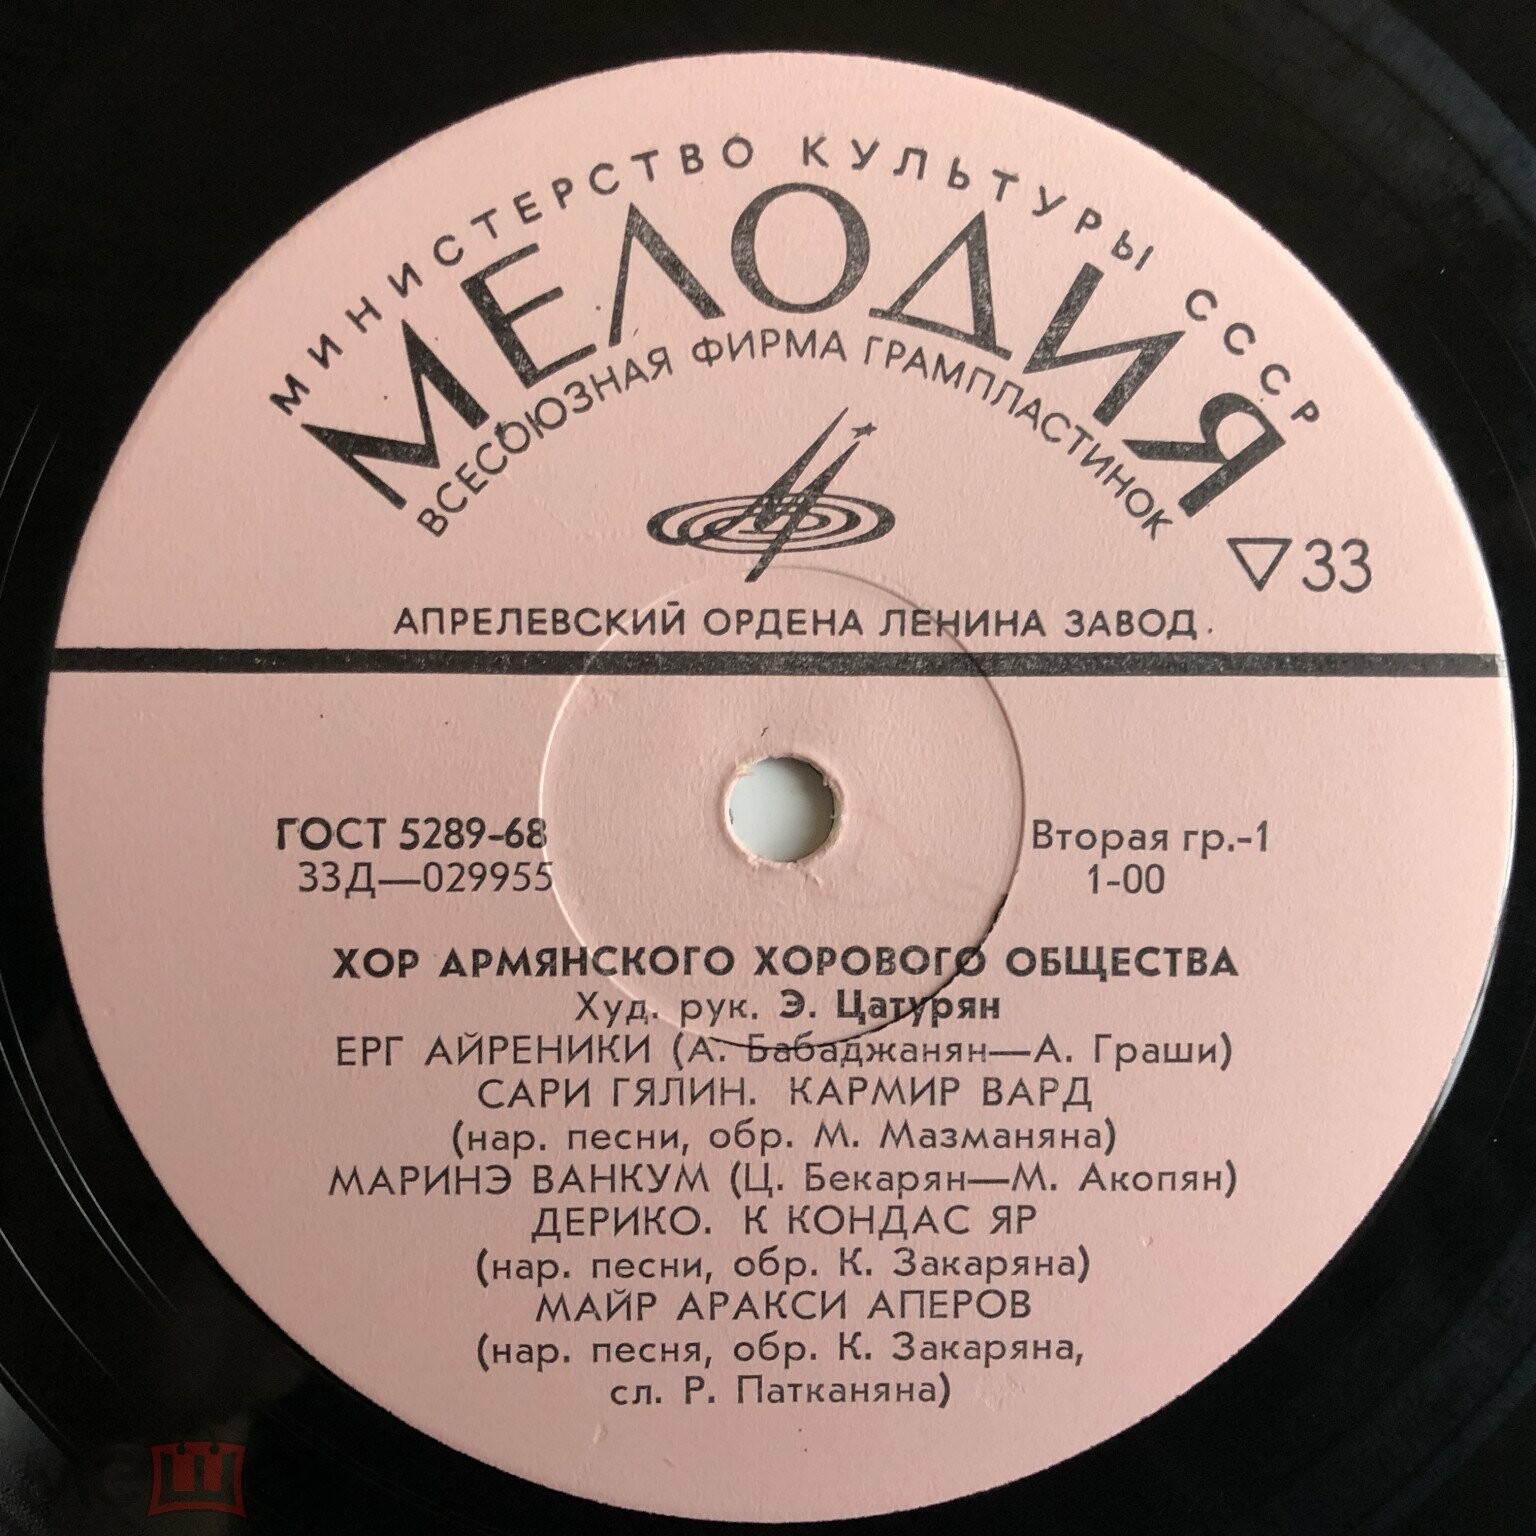 МИНИСТЕРСТВО КУЛЬТУРЫ СССР
МЕЛОДИЯ
ВСЕСОЮЗНАЯ ФИРМА ГРАМПЛАСТИНОК
▽33
АПРЕЛЕВСКИЙ ОРДЕНА ЛЕНИНА ЗАВОД
ГОСТ 5289-68
33Д—029955
Вторая гр.-1
1-00
ХОР АРМЯНСКОГО ХОРОВОГО ОБЩЕСТВА
Худ. рук. Э. Цатурян
ЕРГ АЙРЕНИКИ (А. Бабаджанян—А. Граши)
САРИ ГЯЛИН. КАРМИР ВАРД
(нар. песни, обр. М. Мазманяна)
МАРИНЭ ВАНКУМ (Ц. Бекарян—М. Акопян)
ДЕРИКО. К КОНДАС ЯР
(нар. песни, обр. К. Закаряна)
МАЙР АРАКСИ АПЕРОВ
(нар. песня, обр. К. Закаряна,
сл. Р. Патканяна)